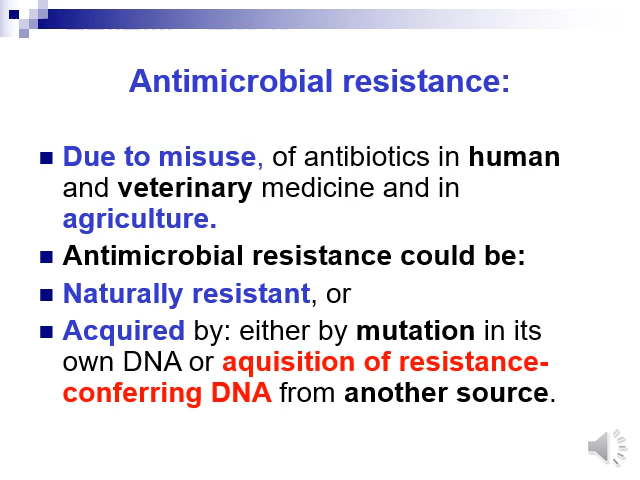 Antimicrobial resistance:
Due to misuse, of antibiotics in human
and veterinary medicine and in
agriculture.
Antimicrobial resistance could be:
Naturally resistant, or
Acquired by: either by mutation in its
own DNA or aquisition of resistance-
conferring DNA from another source.